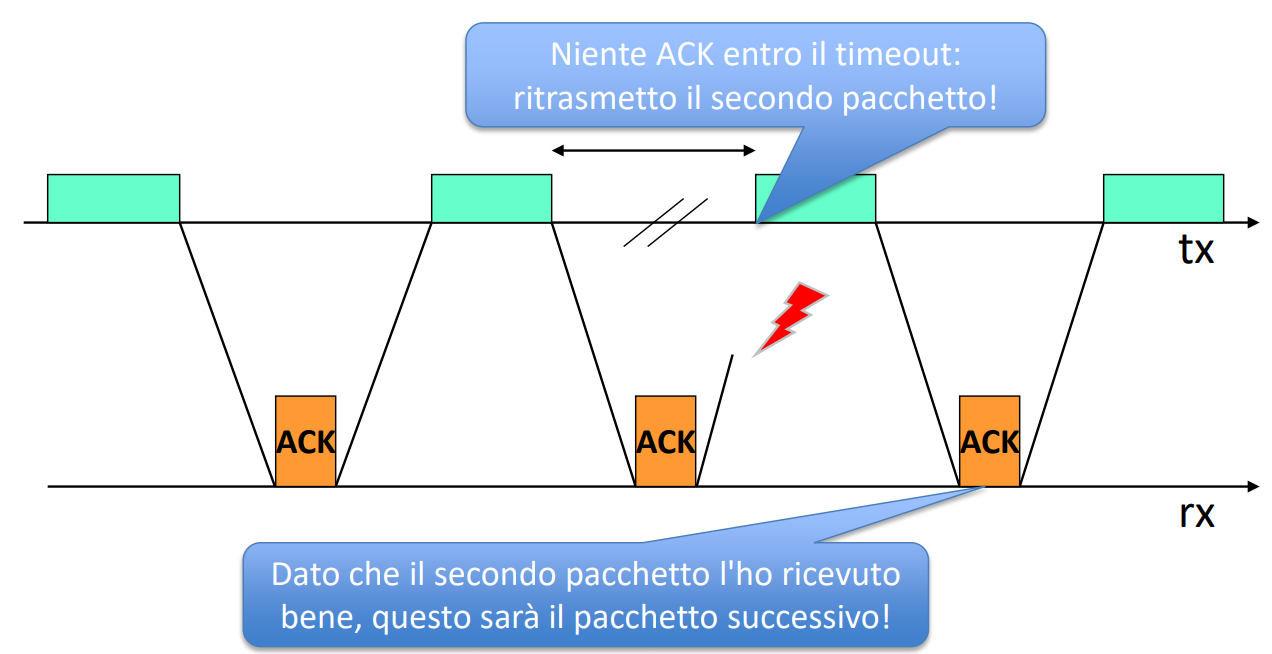 Niente ACK entro il timeout:
ritrasmetto il secondo pacchetto!
tx
ACK
ACK
ACK
rx
Dato che il secondo pacchetto l'ho ricevuto
bene, questo sarà il pacchetto successivo!